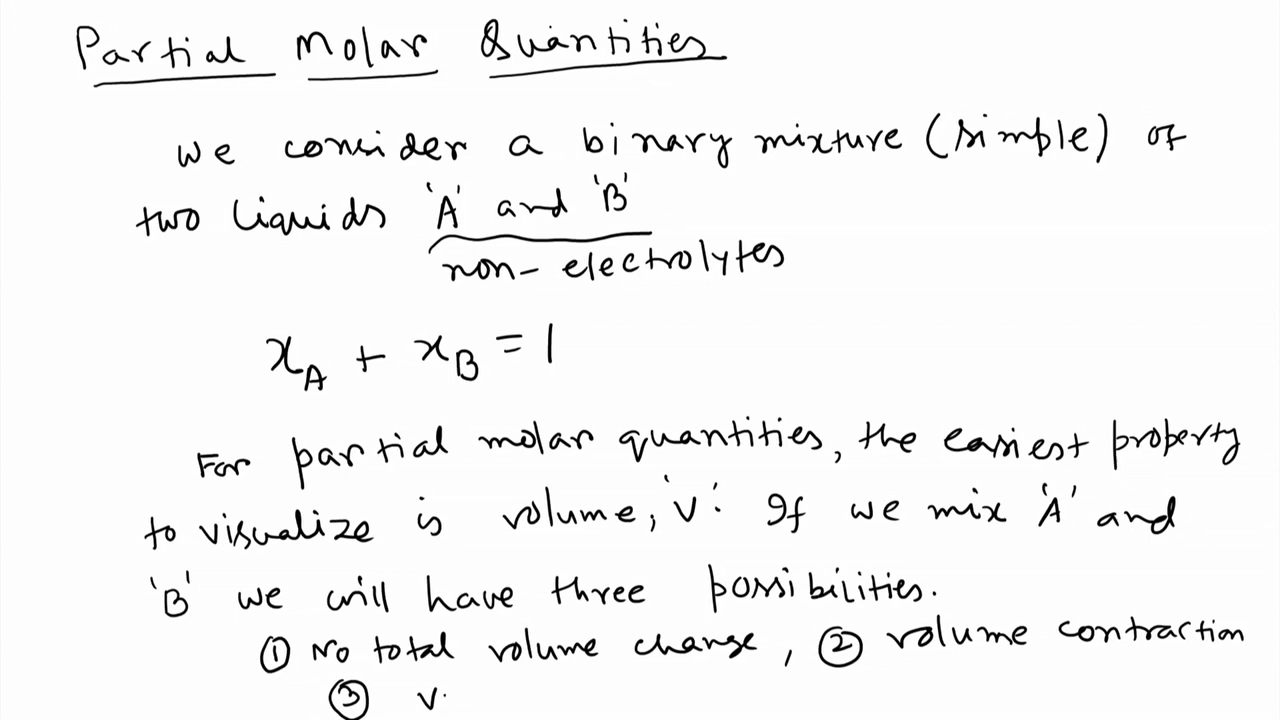 Partial Molar Quantities
We consider a binary mixture (simple) of
two liquids 'A' and 'B'
non-electrolytes
x_A + x_B = 1
For partial molar quantities, the easiest property
to visualize is volume, 'V'. If we mix 'A' and
'B' we will have three possibilities.
① No total volume change, ② volume contraction
③ v.